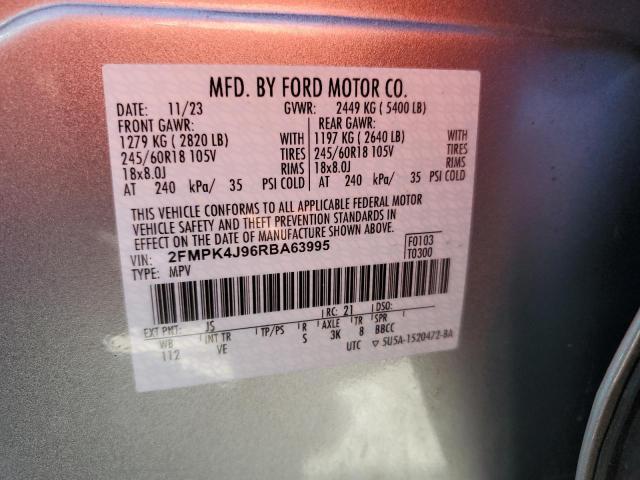 MFD. BY FORD MOTOR CO.
DATE: 11/23 GVWR: 2449 KG ( 5400 LB)
FRONT GAWR: REAR GAWR:
1279 KG ( 2820 LB) WITH 1197 KG ( 2640 LB) WITH
245/60R18 105V TIRES 245/60R18 105V TIRES
18x8.0J RIMS 18x8.0J RIMS
AT 240 kPa/ 35 PSI COLD AT 240 kPa/ 35 PSI COLD
THIS VEHICLE CONFORMS TO ALL APPLICABLE FEDERAL MOTOR
VEHICLE SAFETY AND THEFT PREVENTION STANDARDS IN
EFFECT ON THE DATE OF MANUFACTURE SHOWN ABOVE.
VIN: 2FMPK4J96RBA63995 F0103
TYPE: MPV T0300
EXT PNT: JS RC: 21 DSO:
WB INT TR TP/PS R AXLE TR SPR
112 VE S 3K 8 BBCC
UTC ▽ 5U5A-1520472-BA